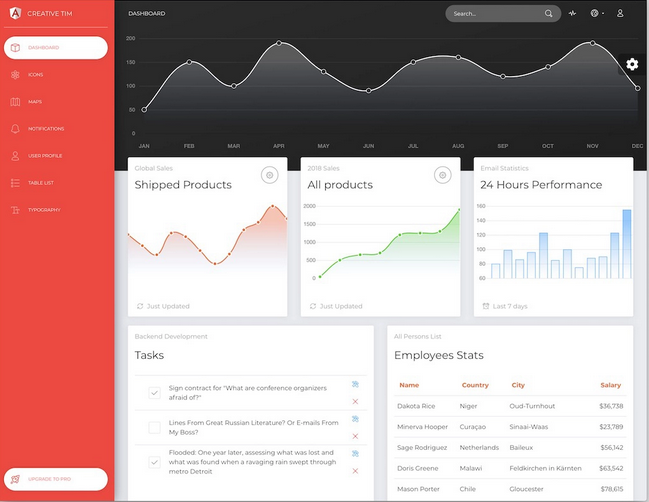 CREATIVE TIM
DASHBOARD
ICONS
MAPS
NOTIFICATIONS
USER PROFILE
TABLE LIST
TYPOGRAPHY
UPGRADE TO PRO
DASHBOARD
Search...
200
150
100
50
0
JAN FEB MAR APR MAY JUN JUL AUG SEP OCT NOV DEC
Global Sales
Shipped Products
Just Updated
2018 Sales
All products
2000
1500
1000
500
0
Just Updated
Email Statistics
24 Hours Performance
160
140
120
100
80
60
Last 7 days
Backend Development
Tasks
Sign contract for "What are conference organizers
afraid of?"
Lines From Great Russian Literature? Or E-mails From
My Boss?
Flooded: One year later, assessing what was lost and
what was found when a ravaging rain swept through
metro Detroit
All Persons List
Employees Stats
Name Country City Salary
Dakota Rice Niger Oud-Turnhout $36,738
Minerva Hooper Curaçao Sinaai-Waas $23,789
Sage Rodriguez Netherlands Baileux $56,142
Doris Greene Malawi Feldkirchen in Kärnten $63,542
Mason Porter Chile Gloucester $78,615